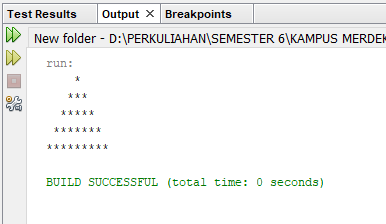 Test Results Output × Breakpoints
New folder - D:\PERKULIAHAN\SEMESTER 6\KAMPUS MERDEK
run:
    *
   ***
  *****
 *******
*********
BUILD SUCCESSFUL (total time: 0 seconds)